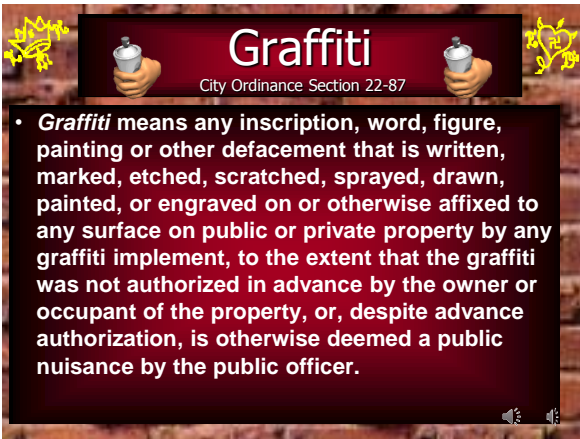 Graffiti
City Ordinance Section 22-87
• Graffiti means any inscription, word, figure,
painting or other defacement that is written,
marked, etched, scratched, sprayed, drawn,
painted, or engraved on or otherwise affixed to
any surface on public or private property by any
graffiti implement, to the extent that the graffiti
was not authorized in advance by the owner or
occupant of the property, or, despite advance
authorization, is otherwise deemed a public
nuisance by the public officer.